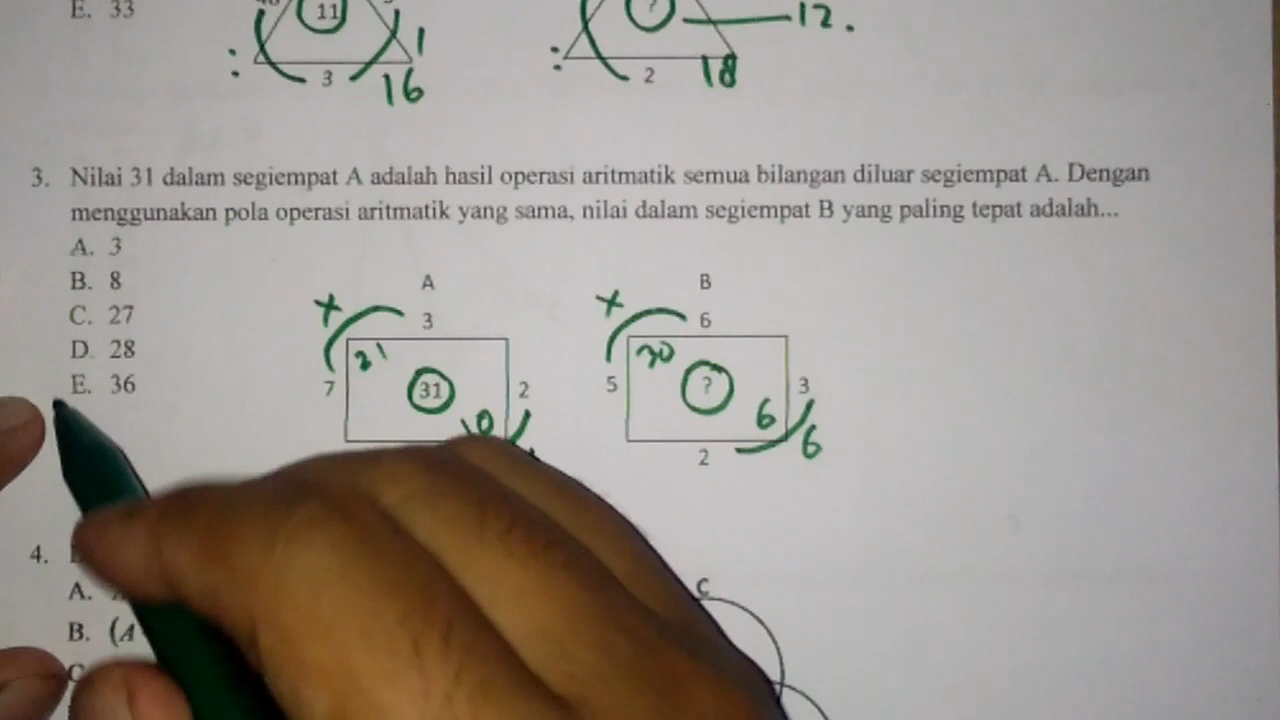 E. 33
11
3
1
16
:
?
12.
:
2
18
3. Nilai 31 dalam segiempat A adalah hasil operasi aritmatik semua bilangan diluar segiempat A. Dengan
menggunakan pola operasi aritmatik yang sama, nilai dalam segiempat B yang paling tepat adalah...
A. 3
B. 8
C. 27
D. 28
E. 36
A
+
3
21
7
31
2
10
B
+
6
30
5
?
3
6
6
2
4.
A.
B. (A
C
C